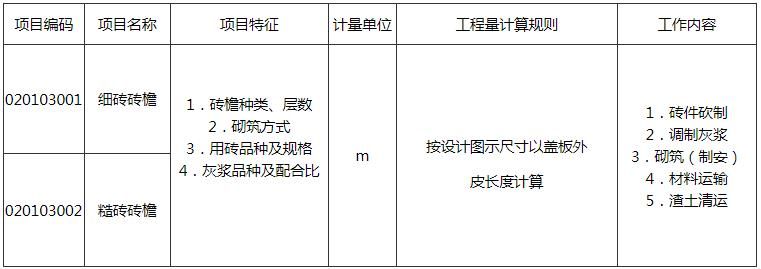 项目编码 项目名称 项目特征 计量单位 工程量计算规则 工作内容
020103001 细砖砖檐
020103002 糙砖砖檐
1．砖檐种类、层数
2．砌筑方式
3．用砖品种及规格
4．灰浆品种及配合比
m
按设计图示尺寸以盖板外
皮长度计算
1．砖件砍制
2．调制灰浆
3．砌筑（制安）
4．材料运输
5．渣土清运